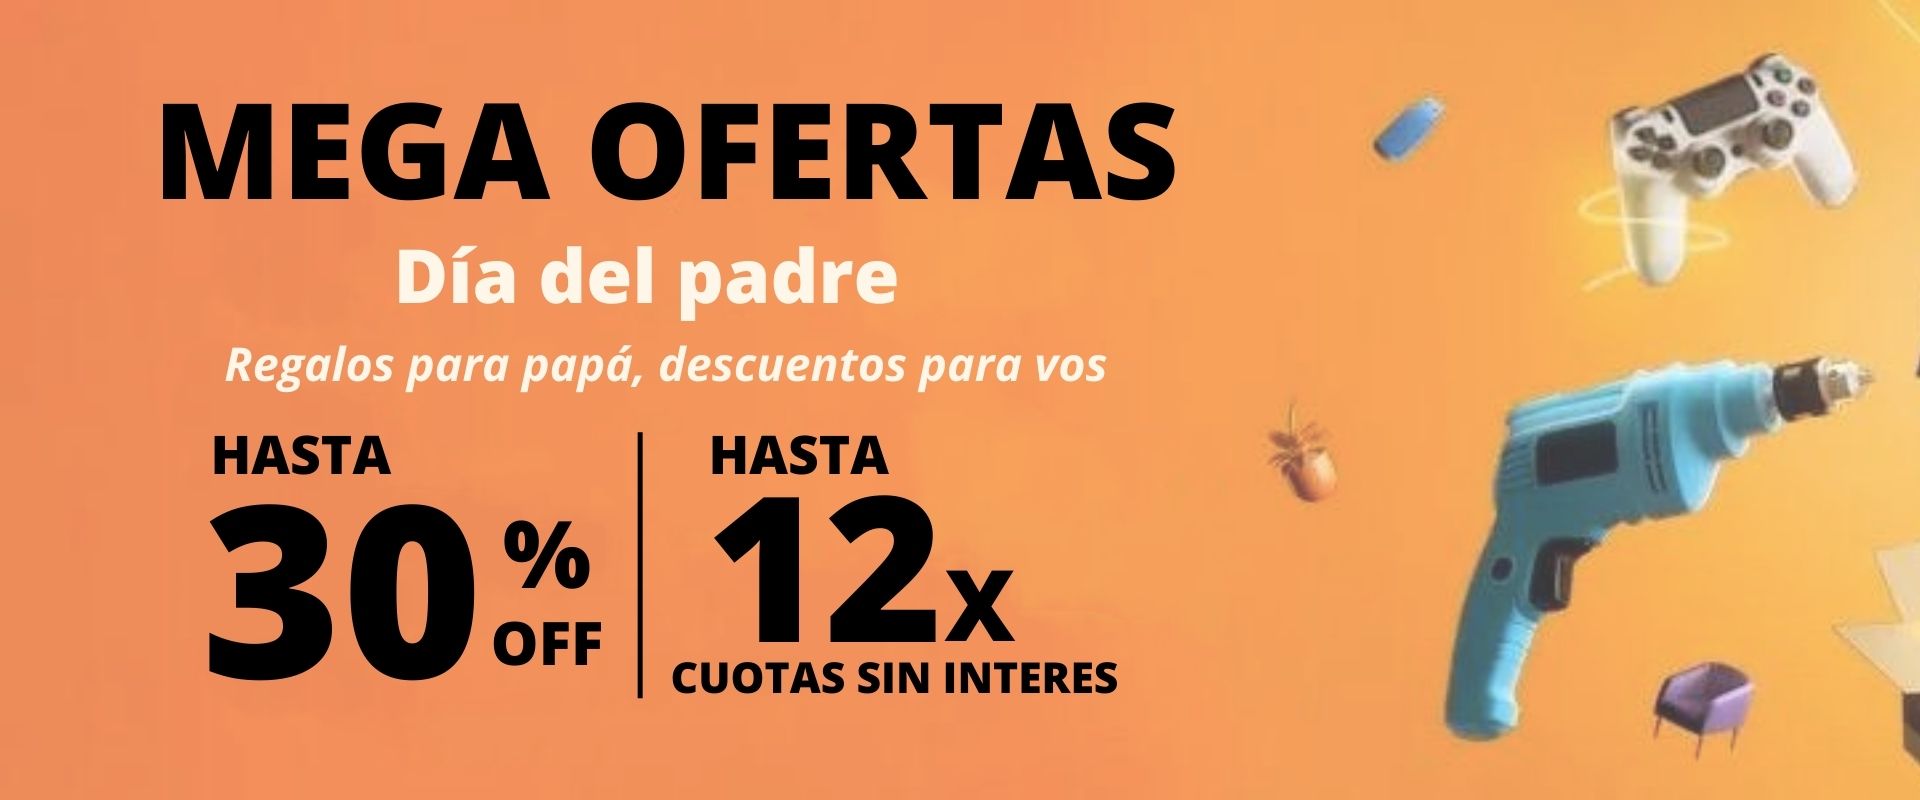 MEGA OFERTAS
Día del padre
Regalos para papá, descuentos para vos
HASTA
30 % OFF
HASTA
12x
CUOTAS SIN INTERES